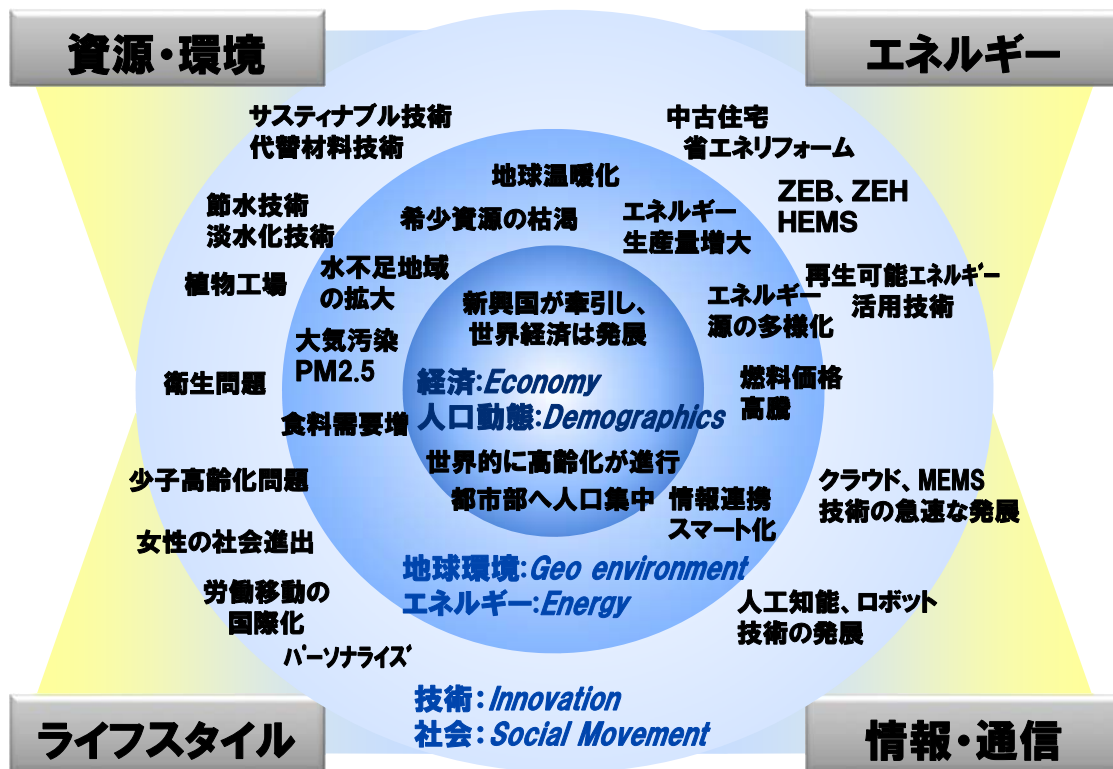 資源・環境
エネルギー
サスティナブル技術
代替材料技術
中古住宅
省エネリフォーム
地球温暖化
節水技術
淡水化技術
希少資源の枯渇
エネルギー
生産量増大
ZEB、ZEH
HEMS
植物工場
水不足地域
の拡大
新興国が牽引し、
世界経済は発展
エネルギー
源の多様化
再生可能ｴﾈﾙｷﾞｰ
活用技術
大気汚染
PM2.5
衛生問題
経済:Economy
人口動態:Demographics
燃料価格
高騰
食料需要増
世界的に高齢化が進行
都市部へ人口集中
少子高齢化問題
情報連携
スマート化
クラウド、MEMS
技術の急速な発展
女性の社会進出
地球環境:Geo environment
エネルギー:Energy
労働移動の
国際化
人工知能、ロボット
技術の発展
ﾊﾟｰソナライズﾞ
技術：Innovation
社会：Social Movement
ライフスタイル
情報・通信